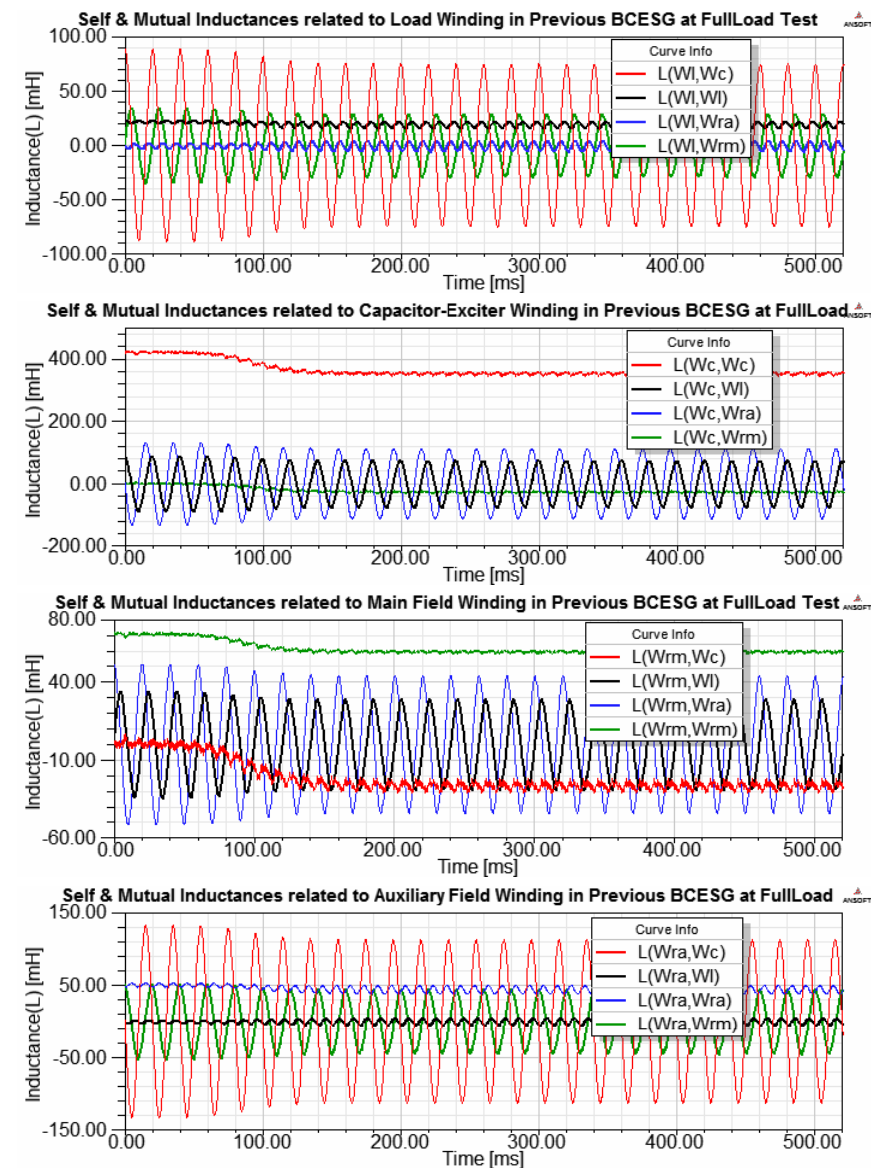 Self & Mutual Inductances related to Load Winding in Previous BCESG at FullLoad Test
ANSOFT
100.00
50.00
0.00
-50.00
-100.00
Inductance(L) [mH]
Curve Info
L(Wl,Wc)
L(Wl,Wl)
L(Wl,Wra)
L(Wl,Wrm)
0.00 100.00 200.00 300.00 400.00 500.00
Time [ms]
Self & Mutual Inductances related to Capacitor-Exciter Winding in Previous BCESG at FullLoad
ANSOFT
400.00
200.00
0.00
-200.00
Inductance(L) [mH]
Curve Info
L(Wc,Wc)
L(Wc,Wl)
L(Wc,Wra)
L(Wc,Wrm)
0.00 100.00 200.00 300.00 400.00 500.00
Time [ms]
Self & Mutual Inductances related to Main Field Winding in Previous BCESG at FullLoad Test
ANSOFT
80.00
40.00
-10.00
-60.00
Inductance(L) [mH]
Curve Info
L(Wrm,Wc)
L(Wrm,Wl)
L(Wrm,Wra)
L(Wrm,Wrm)
0.00 100.00 200.00 300.00 400.00 500.00
Time [ms]
Self & Mutual Inductances related to Auxiliary Field Winding in Previous BCESG at FullLoad
ANSOFT
150.00
50.00
-50.00
-150.00
Inductance(L) [mH]
Curve Info
L(Wra,Wc)
L(Wra,Wl)
L(Wra,Wra)
L(Wra,Wrm)
0.00 100.00 200.00 300.00 400.00 500.00
Time [ms]